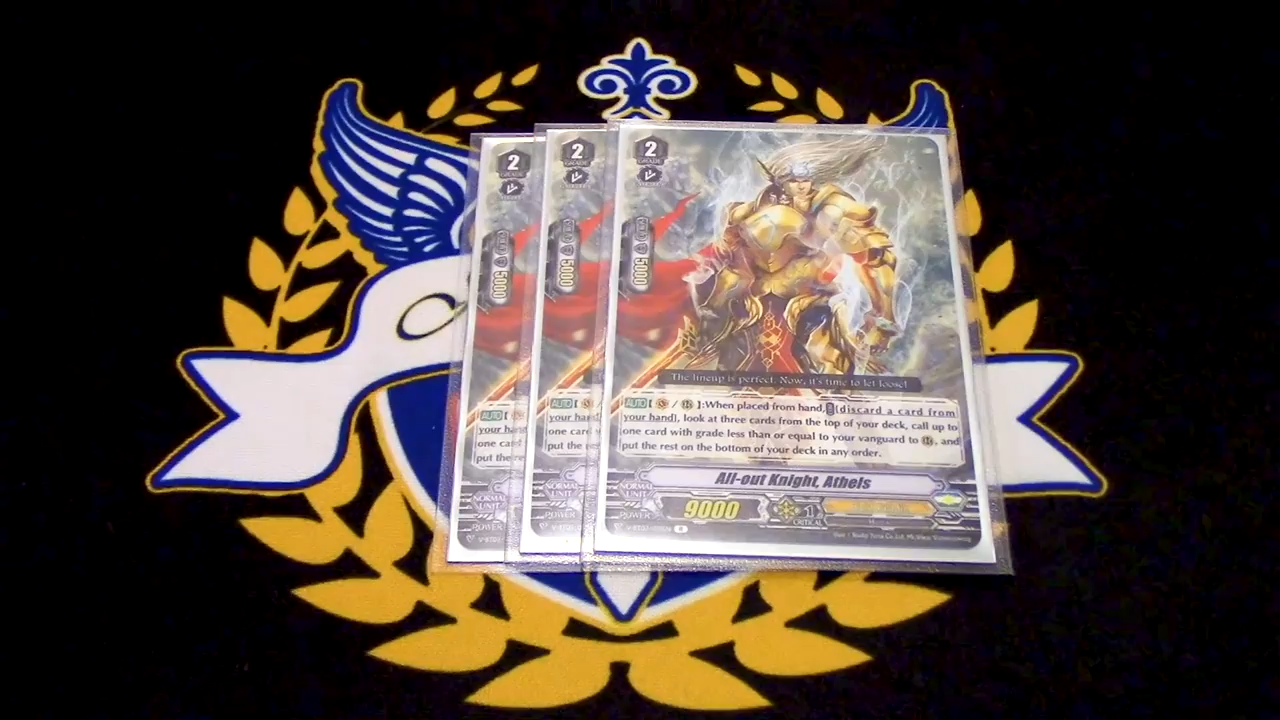 2
GRADE
5000
2
GRADE
5000
2
GRADE
5000
The lineup is perfect. Now, it's time to let loose!
AUTO [
your hand
one card
put the re
AUTO [
your hand
one card
put the re
AUTO [ / ]:When placed from hand, [discard a card from
your hand], look at three cards from the top of your deck, call up to
one card with grade less than or equal to your vanguard to , and
put the rest on the bottom of your deck in any order.
NORMAL
UNIT
NORMAL
UNIT
NORMAL
UNIT
All-out Knight, Athels
POWER
POWER
POWER
9000
1
CRITICAL
R